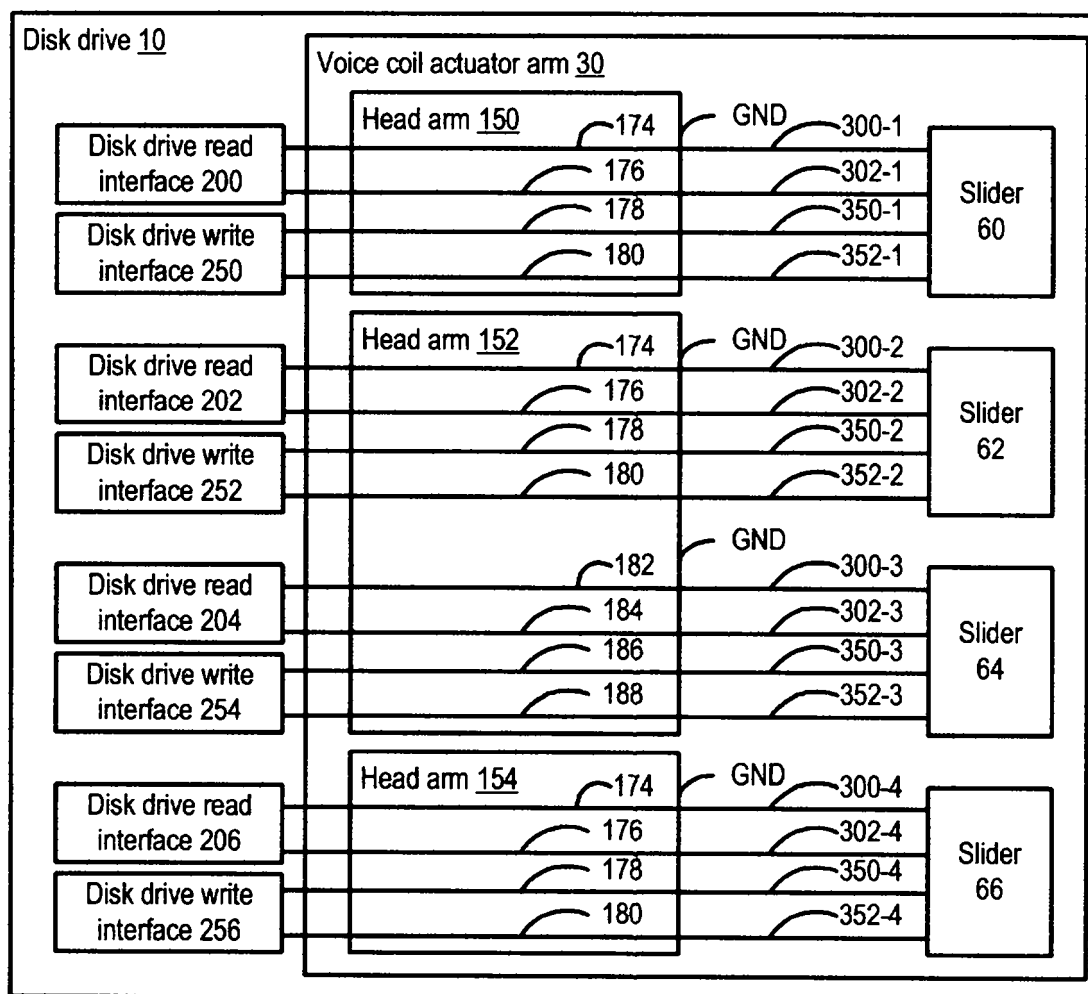 Disk drive 10
Voice coil actuator arm 30
Head arm 150
174
GND
300-1
Disk drive read
interface 200
176
302-1
Slider
60
Disk drive write
interface 250
178
350-1
180
352-1
Head arm 152
174
GND
300-2
Disk drive read
interface 202
176
302-2
Slider
62
Disk drive write
interface 252
178
350-2
180
352-2
GND
182
300-3
Disk drive read
interface 204
184
302-3
Slider
64
Disk drive write
interface 254
186
350-3
188
352-3
Head arm 154
174
GND
300-4
Disk drive read
interface 206
176
302-4
Slider
66
Disk drive write
interface 256
178
350-4
180
352-4